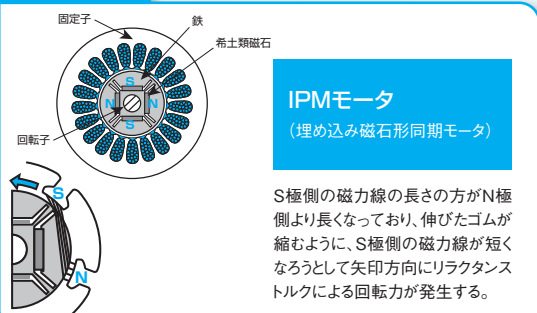 固定子
鉄
希土類磁石
S
N
N
S
回転子
S
N
IPMモータ
（埋め込み磁石形同期モータ）
S極側の磁力線の長さの方がN極
側より長くなっており、伸びたゴムが
縮むように、S極側の磁力線が短く
なろうとして矢印方向にリラクタンス
トルクによる回転力が発生する。